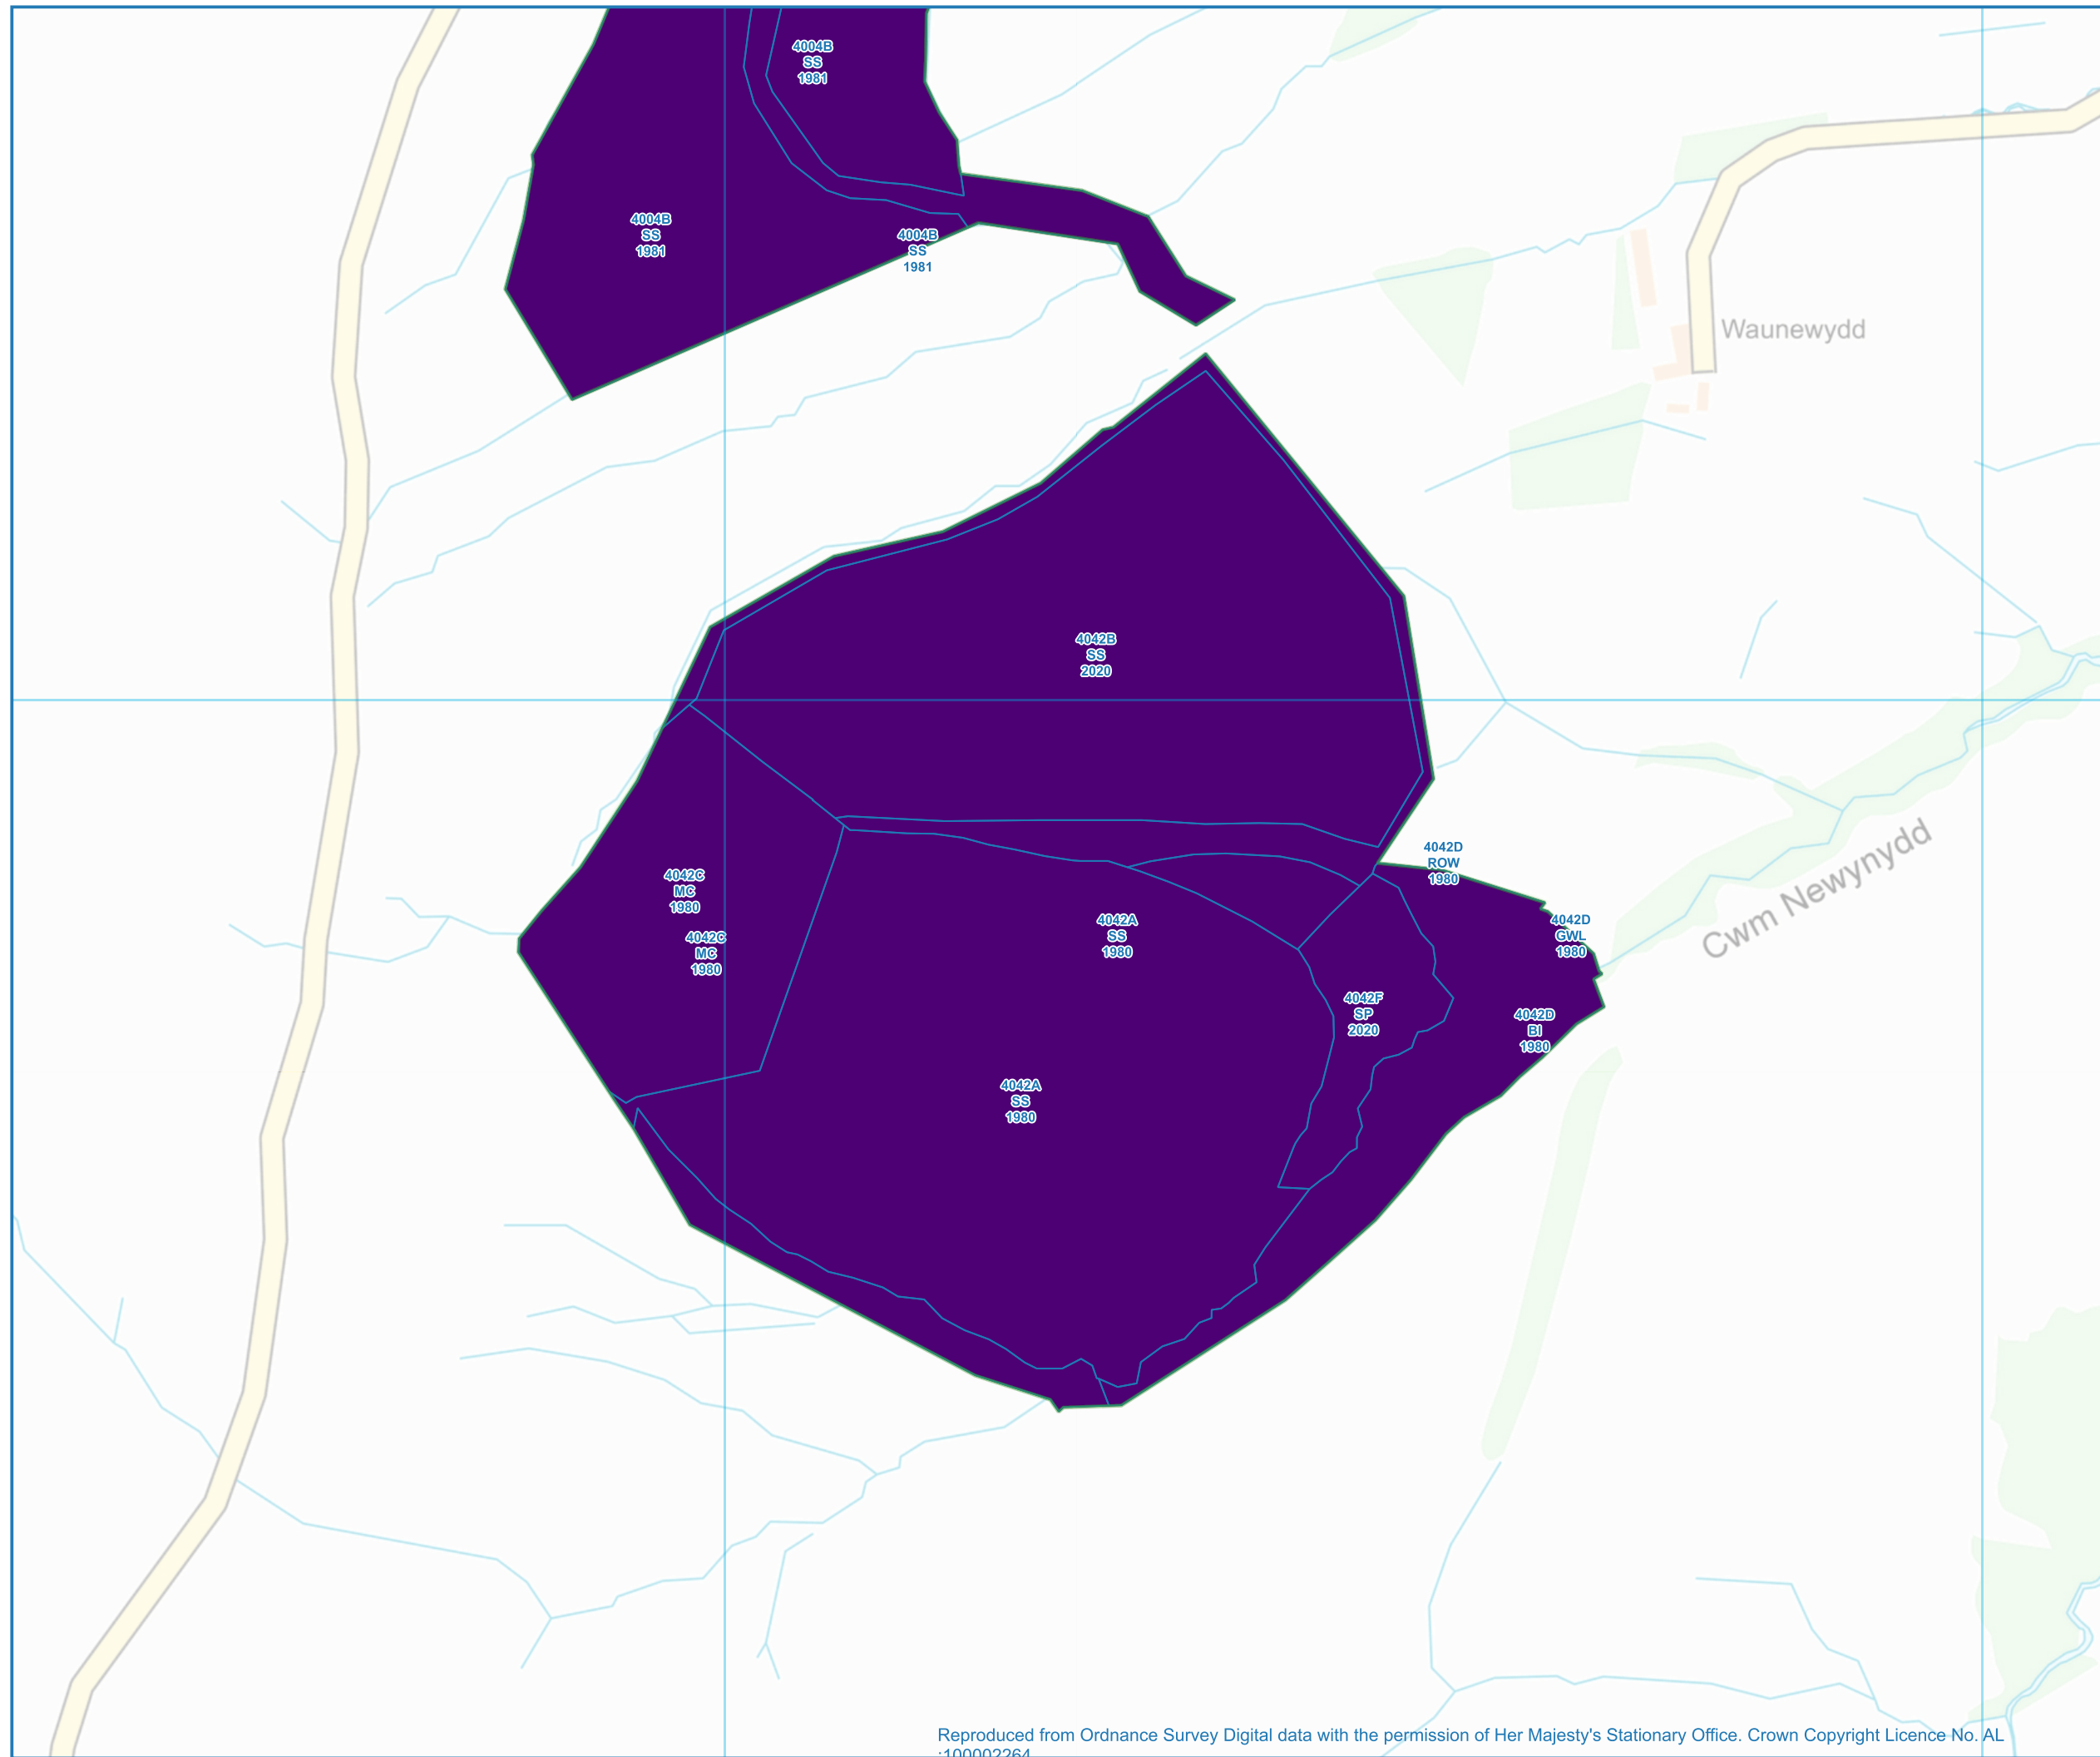 4004B
SS
1981
4004B
SS
1981
4004B
SS
1981
Waunewydd
4042B
SS
2020
4042D
ROW
1980
Cwm Newynydd
4042C
MC
1980
4042C
MC
1980
4042A
SS
1980
4042D
GWL
1980
4042F
SP
2020
4042D
BI
1980
4042A
SS
1980
Reproduced from Ordnance Survey Digital data with the permission of Her Majesty's Stationary Office. Crown Copyright Licence No. AL
:100002264